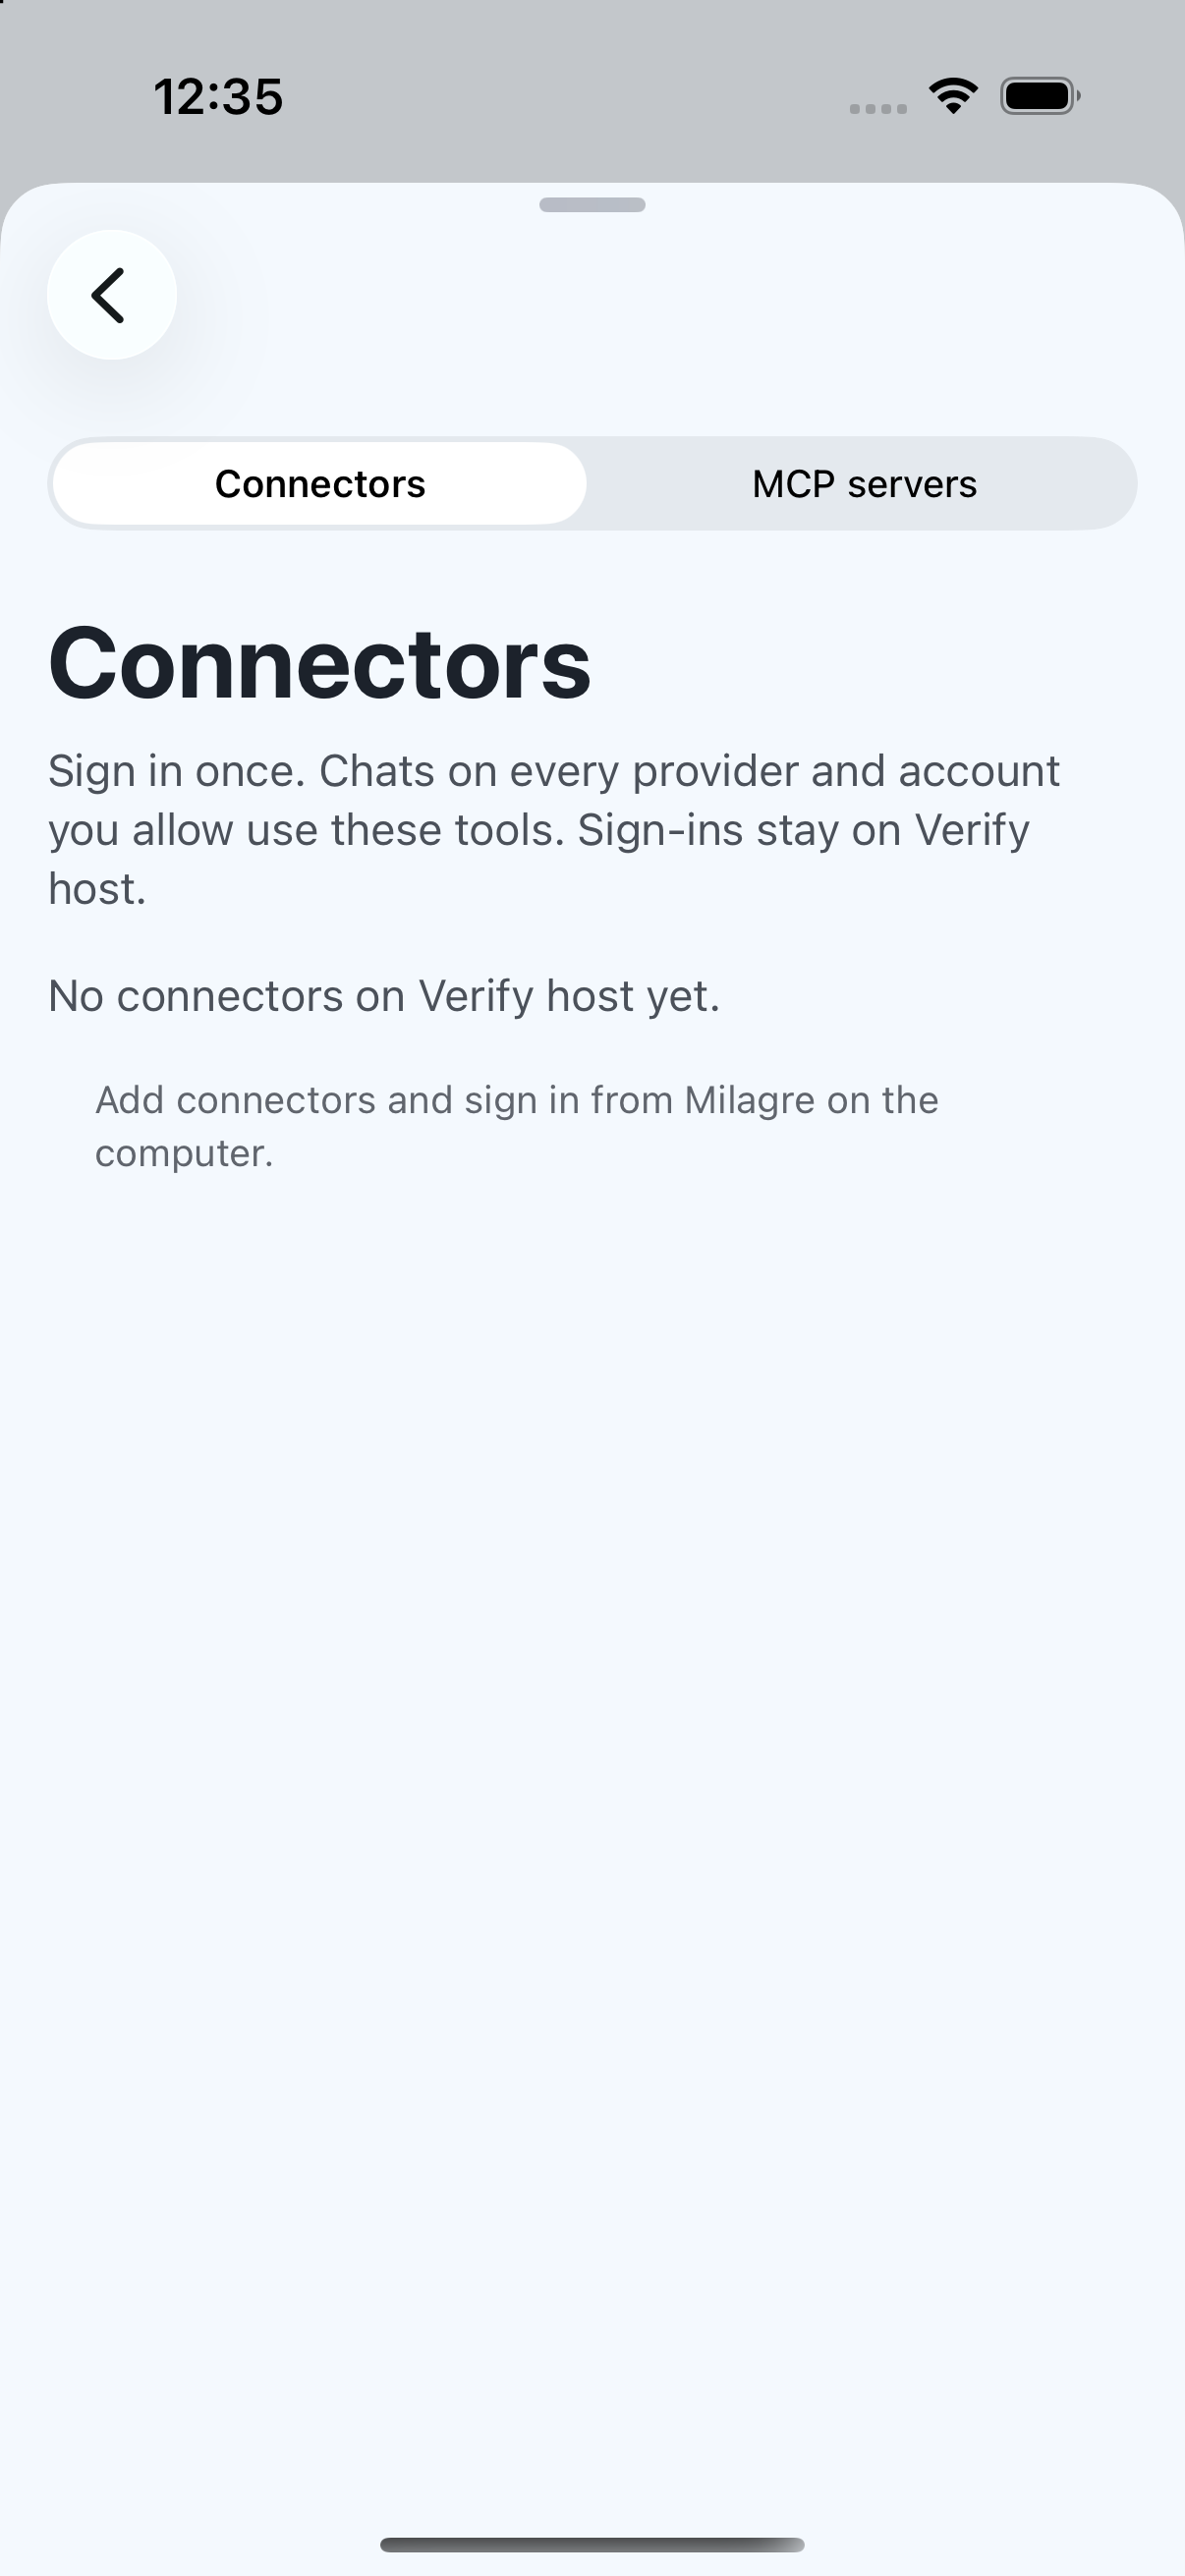 12:35
Connectors
MCP servers
Connectors
Sign in once. Chats on every provider and account
you allow use these tools. Sign-ins stay on Verify
host.
No connectors on Verify host yet.
Add connectors and sign in from Milagre on the
computer.